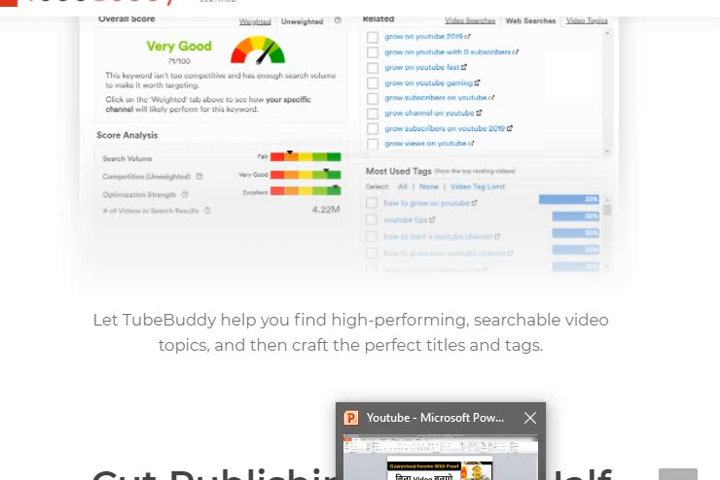 Overall Score
Weighted
Unweighted
Related
Video Searches
Web Searches
Video Topics
Very Good
71/100
This keyword isn't too competitive and has enough search volume
to make it worth targeting.
Click on the 'Weighted' tab above to see how your specific
channel will likely perform for this keyword.
grow on youtube 2019
grow on youtube with 0 subscribers
grow on youtube fast
grow on youtube gaming
grow subscribers on youtube
grow channel on youtube
grow subscribers on youtube 2019
grow views on youtube
Score Analysis
Search Volume
Fair
Competition (Unweighted)
Very Good
Optimization Strength
Excellent
# of Videos in Search Results
4.22M
Most Used Tags (from the top ranking videos)
Select: All | None | Video Tag Limit
how to grow on youtube
youtube tips
how to start a youtube channel
how to grow your youtube channel
Let TubeBuddy help you find high-performing, searchable video
topics, and then craft the perfect titles and tags.
Youtube - Microsoft Pow...
Guaranteed Income With Proof
बिना Video बनाये